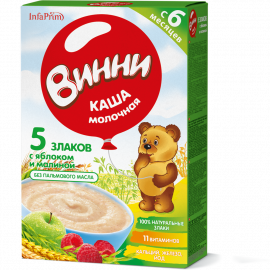 InfaPrim
с 6
месяцев
ВИННИ
КАША
МОЛОЧНАЯ
5 ЗЛАКОВ
с яблоком
и малиной
БЕЗ ПАЛЬМОВОГО МАСЛА
100% НАТУРАЛЬНЫЕ
ЗЛАКИ
11 ВИТАМИНОВ